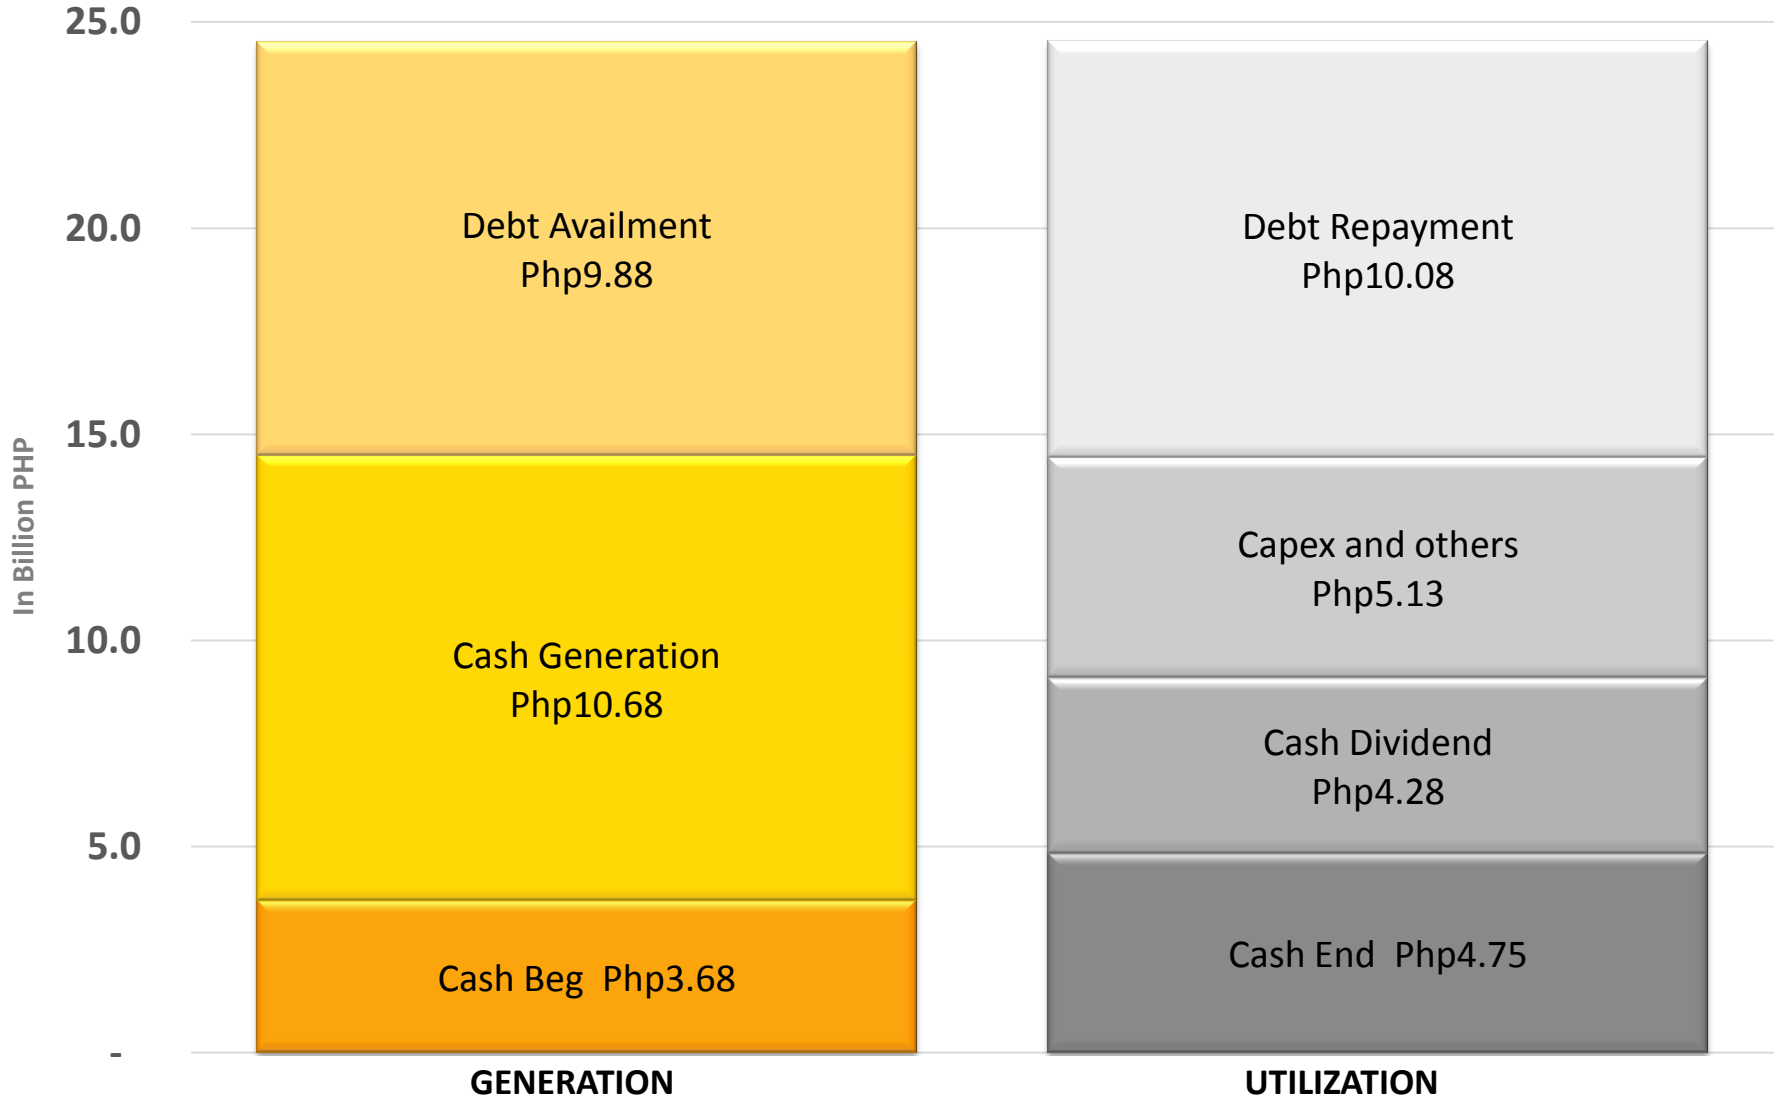 In Billion PHP
25.0
20.0
15.0
10.0
5.0
-
Debt Availment
Php9.88
Cash Generation
Php10.68
Cash Beg  Php3.68
Debt Repayment
Php10.08
Capex and others
Php5.13
Cash Dividend
Php4.28
Cash End  Php4.75
GENERATION
UTILIZATION